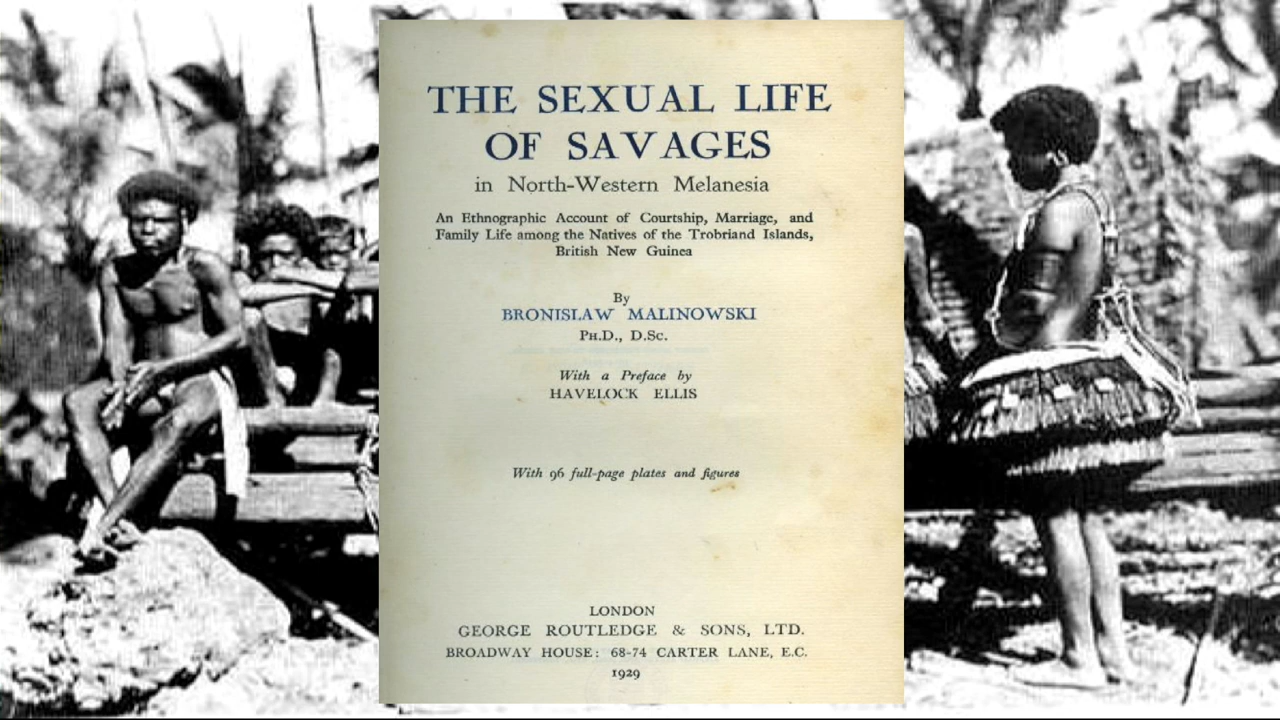 THE SEXUAL LIFE
OF SAVAGES
in North-Western Melanesia
An Ethnographic Account of Courtship, Marriage, and
Family Life among the Natives of the Trobriand Islands,
British New Guinea
By
BRONISLAW MALINOWSKI
PH.D., D.SC.
With a Preface by
HAVELOCK ELLIS
With 96 full-page plates and figures
LONDON
GEORGE ROUTLEDGE & SONS, LTD.
BROADWAY HOUSE: 68-74 CARTER LANE, E.C.
1929